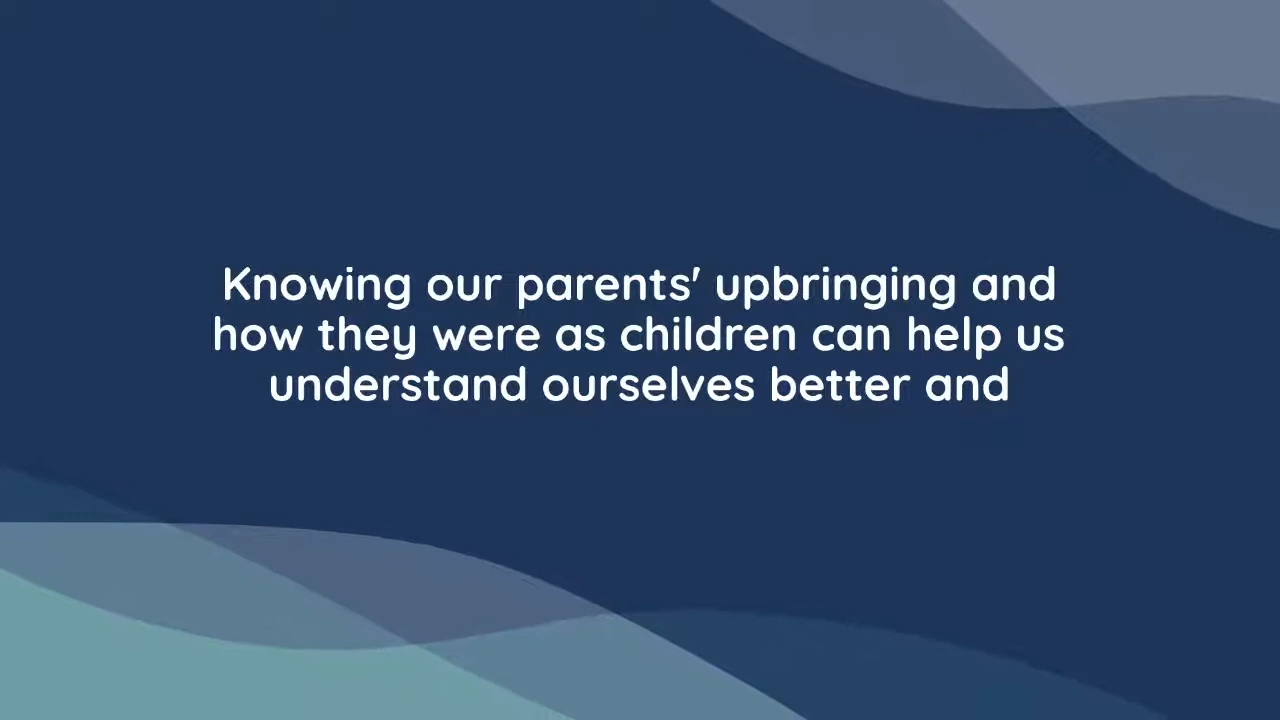 Knowing our parents' upbringing and
how they were as children can help us
understand ourselves better and